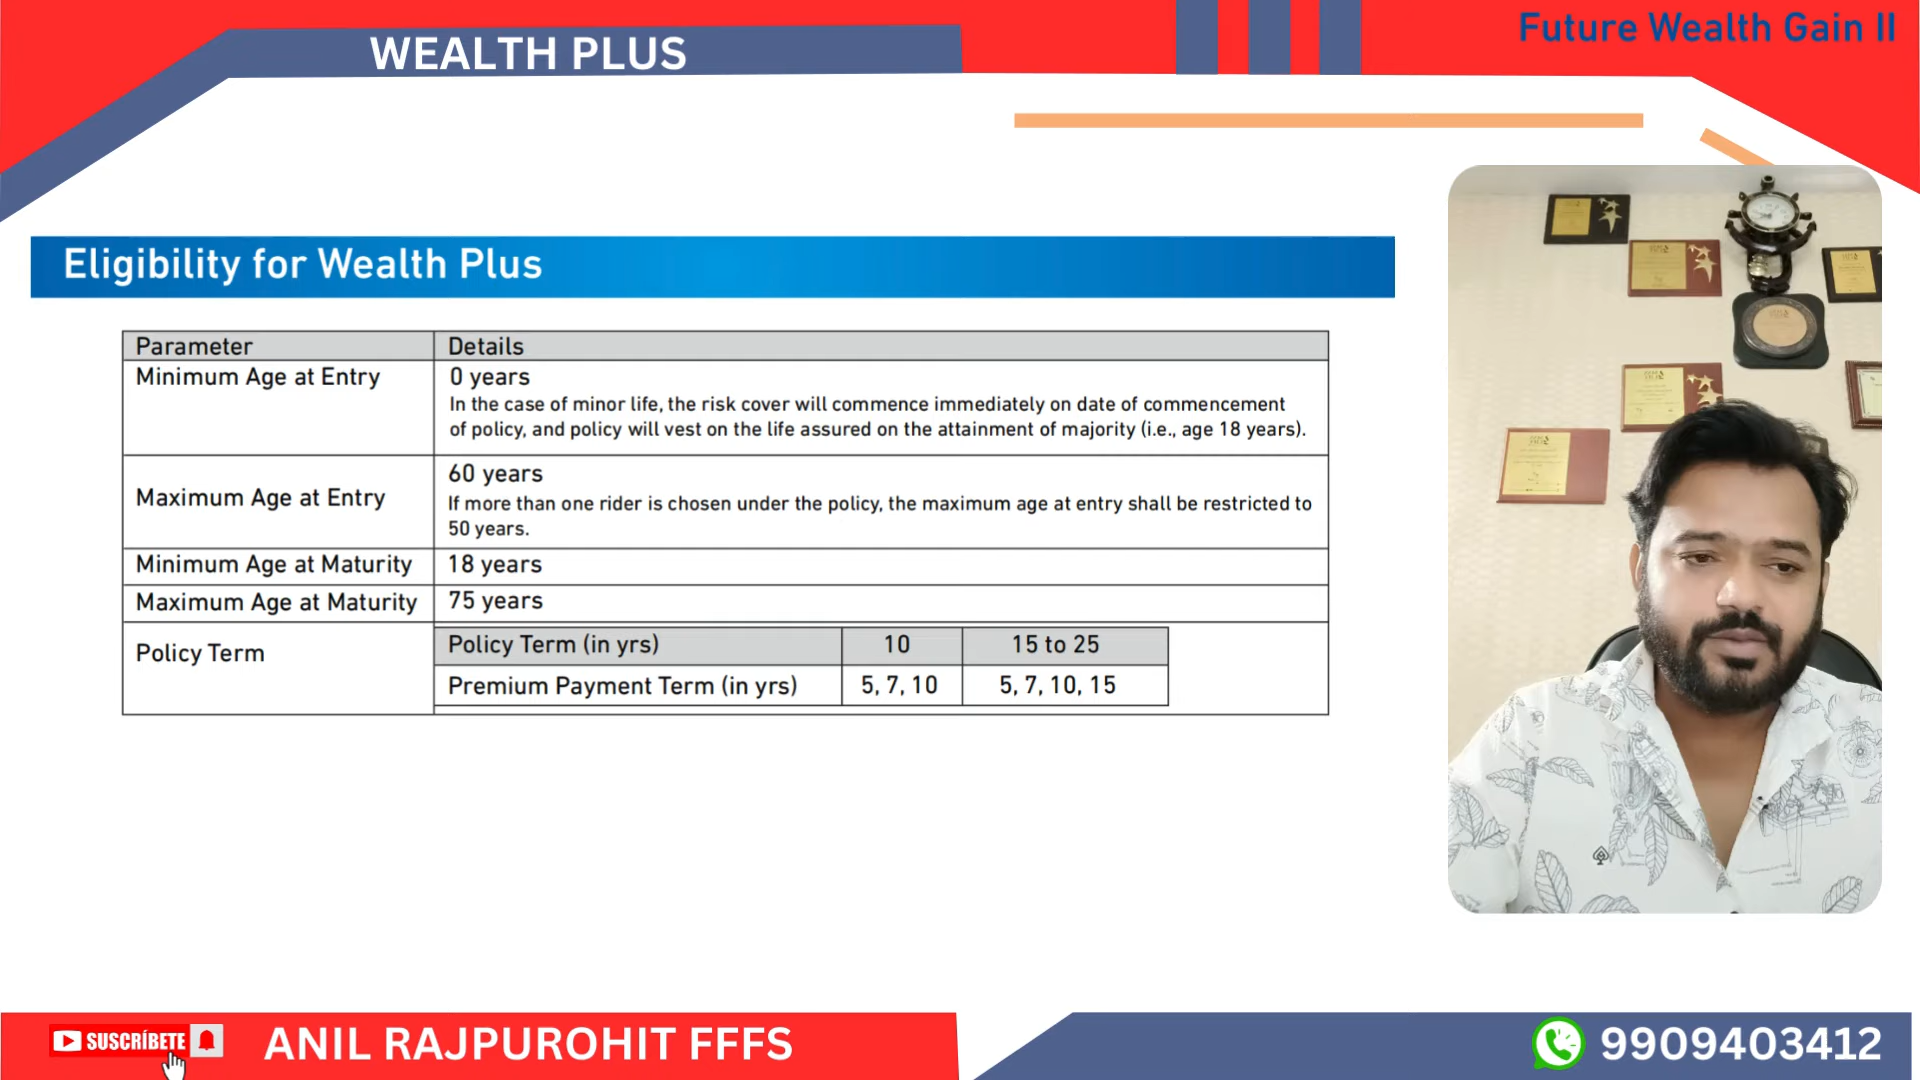 WEALTH PLUS
Future Wealth Gain II
Eligibility for Wealth Plus
Parameter Details
Minimum Age at Entry 0 years
In the case of minor life, the risk cover will commence immediately on date of commencement
of policy, and policy will vest on the life assured on the attainment of majority (i.e., age 18 years).
Maximum Age at Entry 60 years
If more than one rider is chosen under the policy, the maximum age at entry shall be restricted to
50 years.
Minimum Age at Maturity 18 years
Maximum Age at Maturity 75 years
Policy Term
Policy Term (in yrs) 10 15 to 25
Premium Payment Term (in yrs) 5, 7, 10 5, 7, 10, 15
SUSCRÍBETE
ANIL RAJPUROHIT FFFS
9909403412